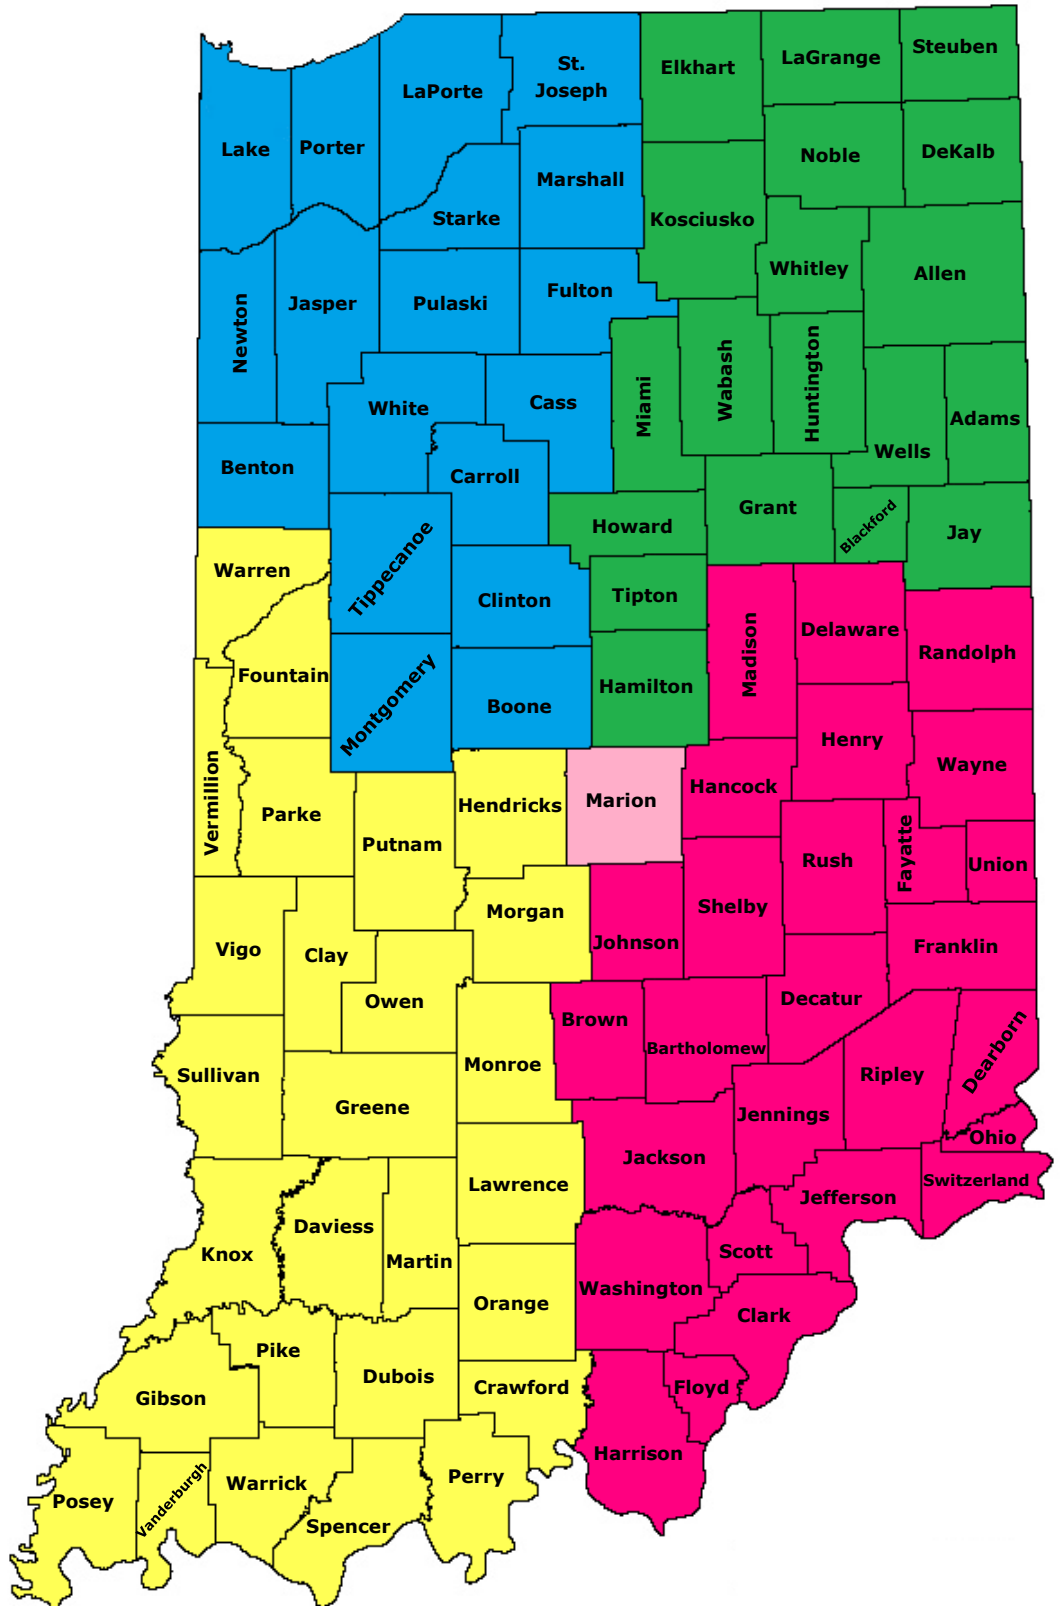 Steuben
LaGrange
Elkhart
St.
Joseph
LaPorte
Lake
Porter
Noble
DeKalb
Marshall
Starke
Kosciusko
Whitley
Allen
Newton
Jasper
Pulaski
Fulton
White
Cass
Miami
Wabash
Huntington
Wells
Adams
Benton
Carroll
Howard
Grant
Blackford
Jay
Warren
Tippecanoe
Clinton
Tipton
Madison
Delaware
Randolph
Fountain
Montgomery
Boone
Hamilton
Henry
Wayne
Vermillion
Parke
Putnam
Hendricks
Marion
Hancock
Rush
Fayatte
Union
Vigo
Clay
Morgan
Johnson
Shelby
Franklin
Owen
Brown
Bartholomew
Decatur
Sullivan
Greene
Monroe
Jennings
Ripley
Dearborn
Ohio
Lawrence
Jackson
Jefferson
Switzerland
Knox
Daviess
Martin
Orange
Washington
Scott
Clark
Pike
Gibson
Dubois
Crawford
Floyd
Harrison
Posey
Vanderburgh
Warrick
Spencer
Perry